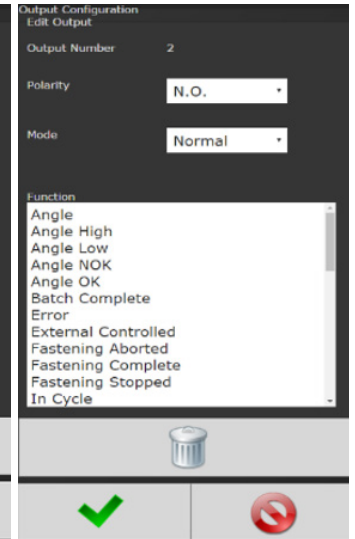 Output Configuration
Edit Output
Output Number 2
Polarity N.O.
Mode Normal
Function
Angle
Angle High
Angle Low
Angle NOK
Angle OK
Batch Complete
Error
External Controlled
Fastening Aborted
Fastening Complete
Fastening Stopped
In Cycle